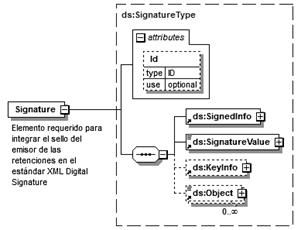 ds:SignatureType
attributes
Id
type ID
use optional
Signature
Elemento requerido para
integrar el sello del
emisor de las
retenciones en el
estándar XML Digital
Signature
ds:SignedInfo
ds:SignatureValue
ds:KeyInfo
ds:Object
0..∞